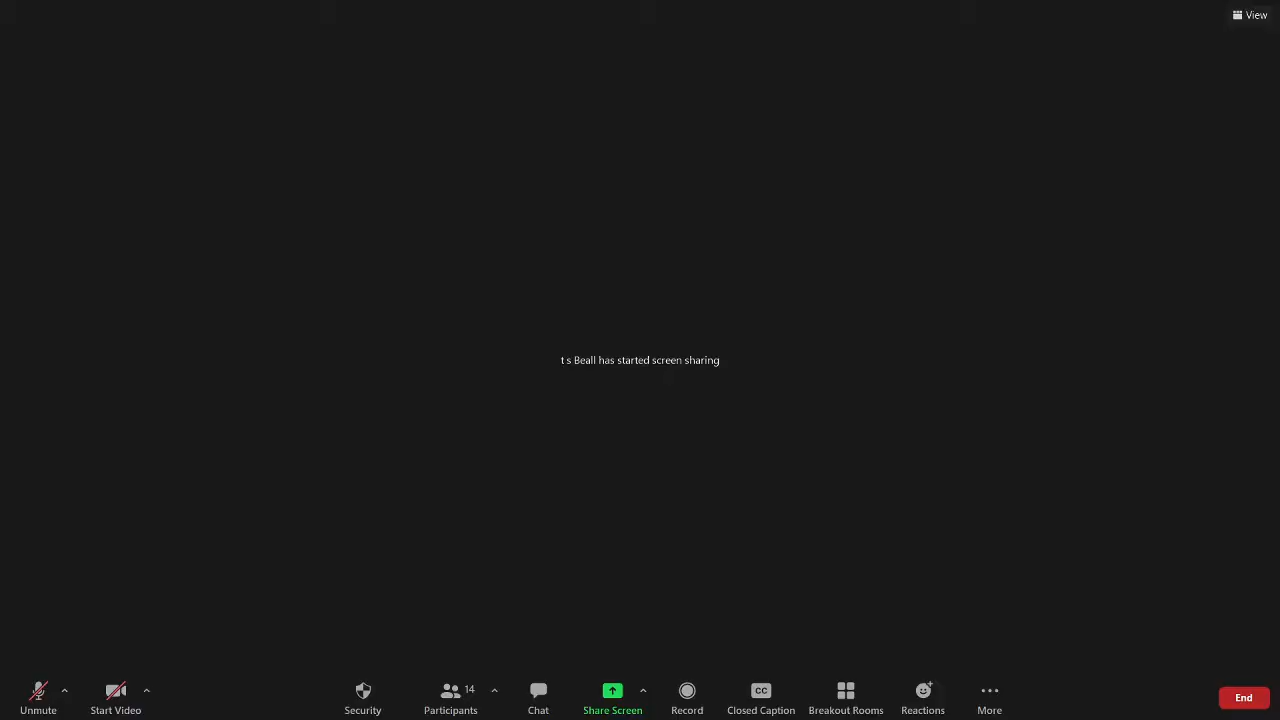 View
t s Beall has started screen sharing
Unmute
Start Video
Security
Participants
14
Chat
Share Screen
Record
CC
Closed Caption
Breakout Rooms
Reactions
More
End